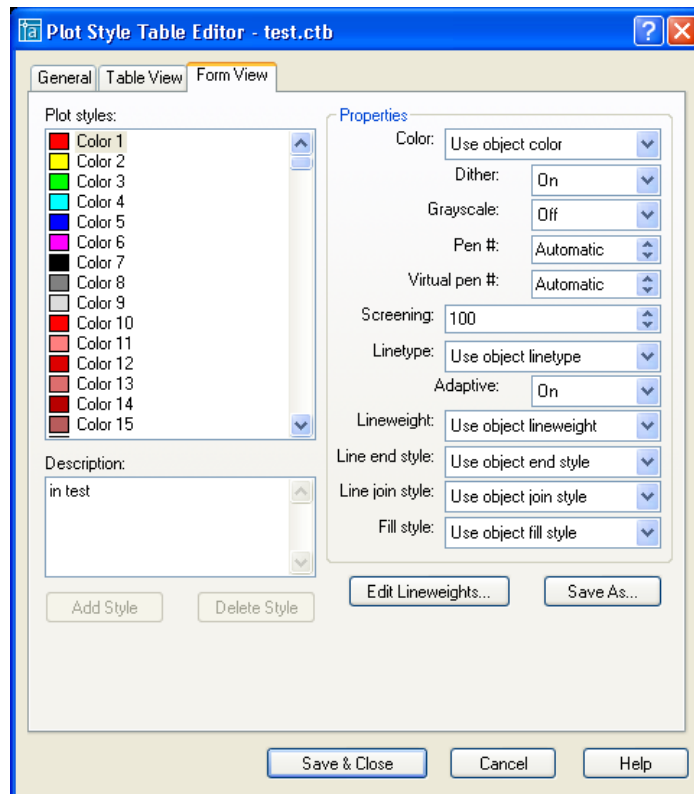 Plot Style Table Editor - test.ctb
General Table View Form View
Plot styles:
Color 1
Color 2
Color 3
Color 4
Color 5
Color 6
Color 7
Color 8
Color 9
Color 10
Color 11
Color 12
Color 13
Color 14
Color 15
Description:
in test
Add Style Delete Style
Properties
Color: Use object color
Dither: On
Grayscale: Off
Pen #: Automatic
Virtual pen #: Automatic
Screening: 100
Linetype: Use object linetype
Adaptive: On
Lineweight: Use object lineweight
Line end style: Use object end style
Line join style: Use object join style
Fill style: Use object fill style
Edit Lineweights... Save As...
Save & Close Cancel Help